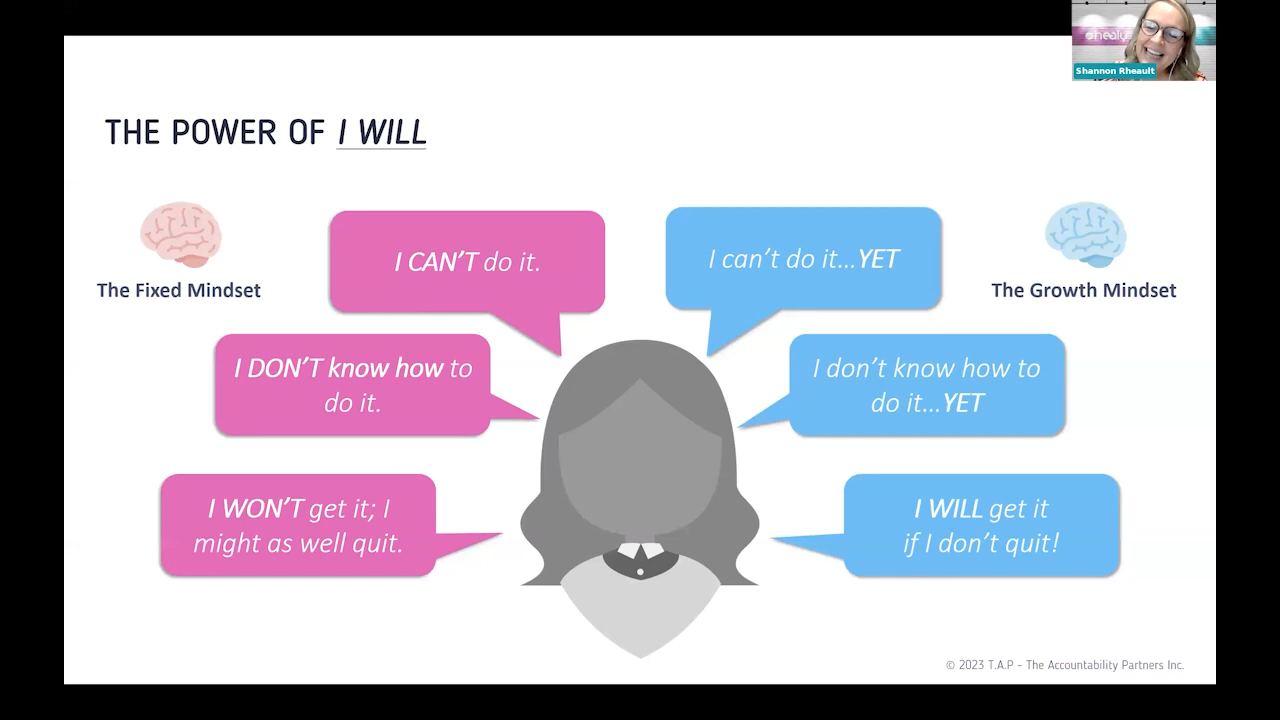 Shannon Rheault
THE POWER OF I WILL
The Fixed Mindset
I CAN'T do it.
I DON'T know how to
do it.
I WON'T get it; I
might as well quit.
I can't do it...YET
The Growth Mindset
I don't know how to
do it...YET
I WILL get it
if I don't quit!
© 2023 T.A.P - The Accountability Partners Inc.